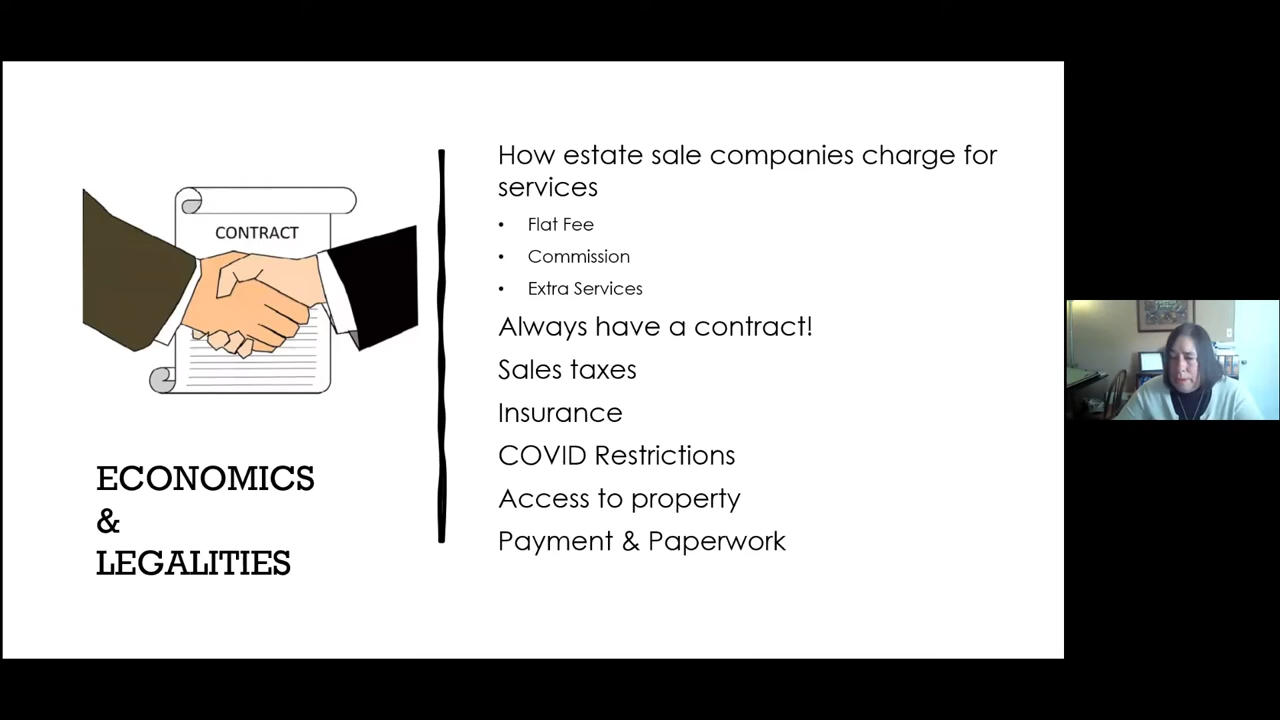 CONTRACT
ECONOMICS
&
LEGALITIES
How estate sale companies charge for
services
• Flat Fee
• Commission
• Extra Services
Always have a contract!
Sales taxes
Insurance
COVID Restrictions
Access to property
Payment & Paperwork